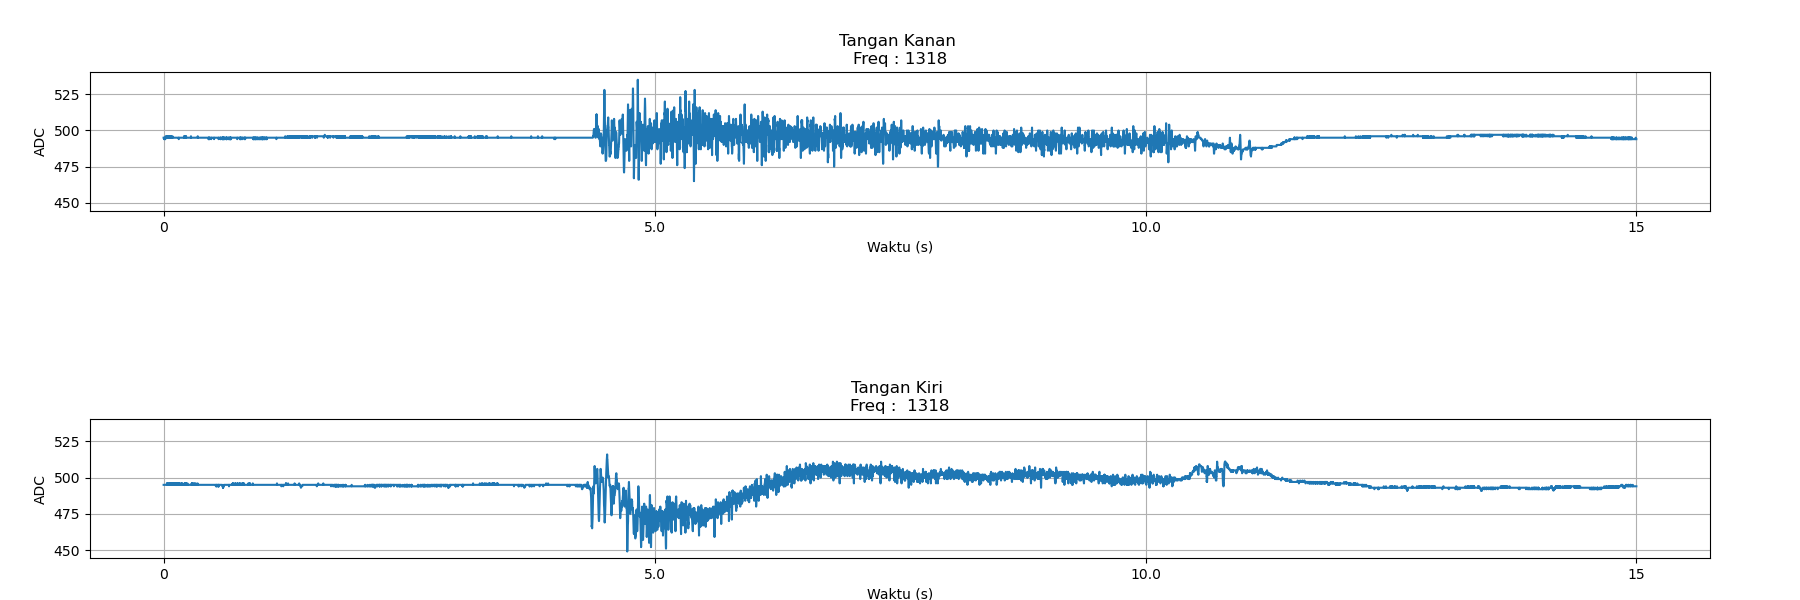 Tangan Kanan
Freq : 1318
525
500
475
450
ADC
0
5.0
10.0
15
Waktu (s)
Tangan Kiri
Freq :  1318
525
500
475
450
ADC
0
5.0
10.0
15
Waktu (s)